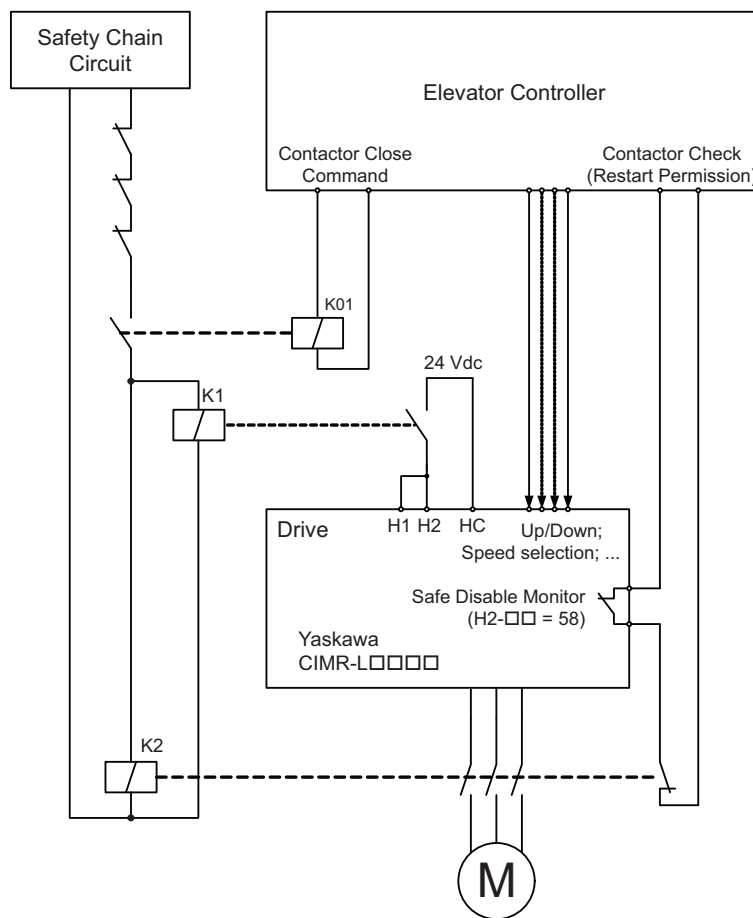 Safety Chain
Circuit
Elevator Controller
Contactor Close
Command
Contactor Check
(Restart Permission)
K01
24 Vdc
K1
H1
H2
HC
Drive
Up/Down;
Speed selection; ...
Safe Disable Monitor
(H2-□□ = 58)
Yaskawa
CIMR-L□□□□
K2
M